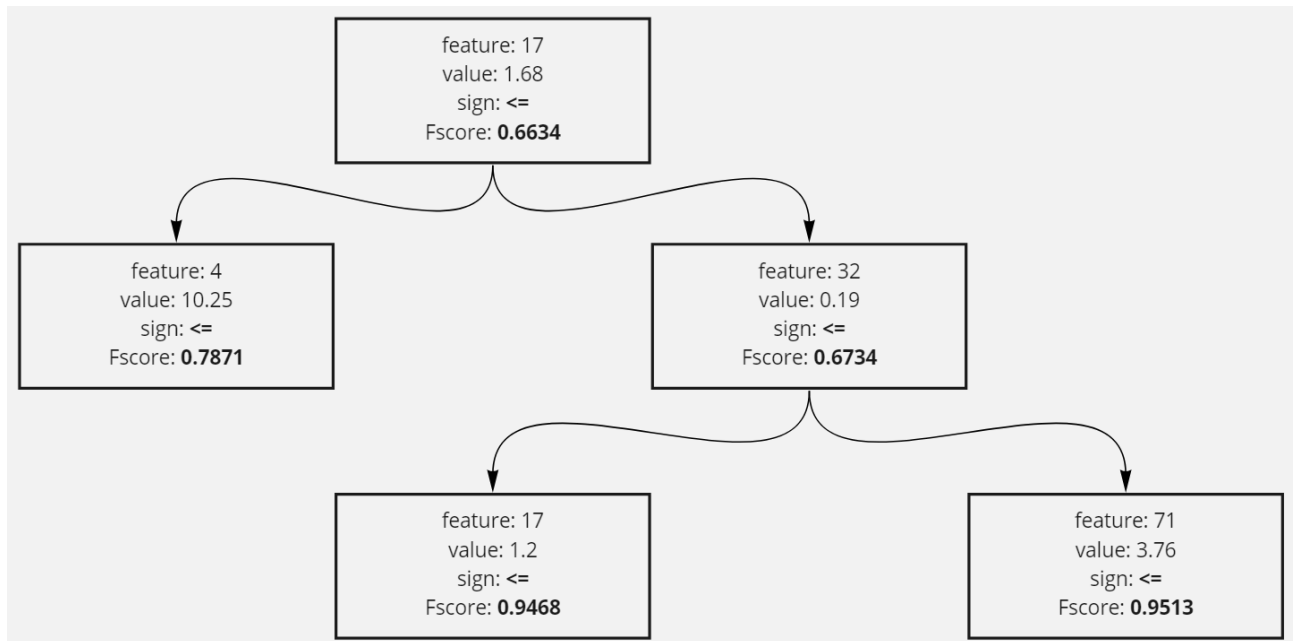 feature: 17
value: 1.68
sign: <=
Fscore: 0.6634
feature: 4
value: 10.25
sign: <=
Fscore: 0.7871
feature: 32
value: 0.19
sign: <=
Fscore: 0.6734
feature: 17
value: 1.2
sign: <=
Fscore: 0.9468
feature: 71
value: 3.76
sign: <=
Fscore: 0.9513